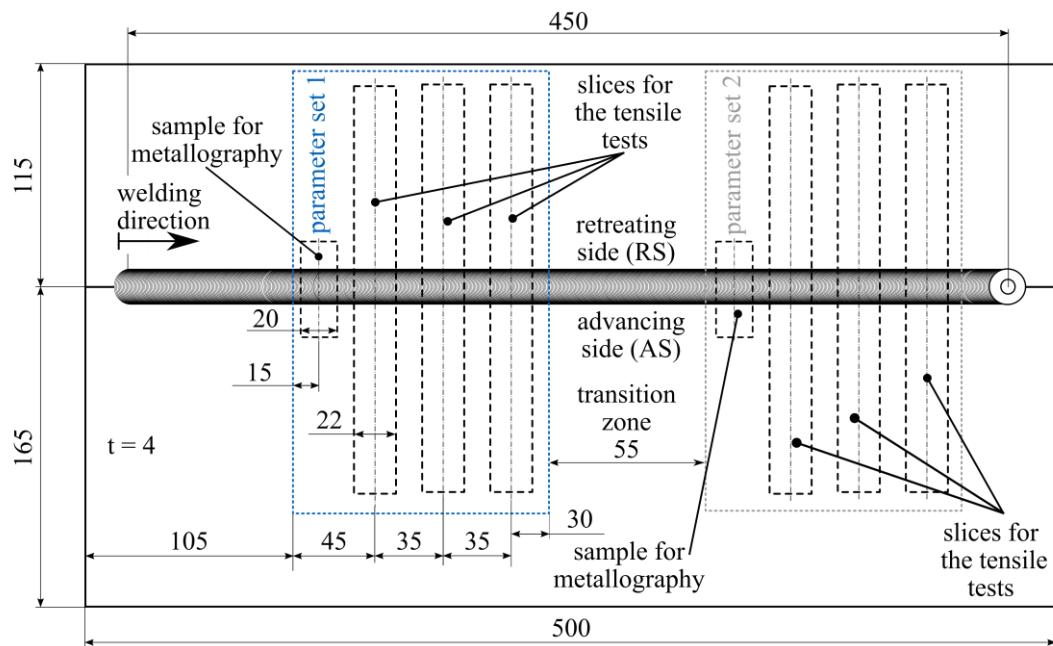 450
115
sample for
metallography
welding
direction
parameter set 1
slices for
the tensile
tests
parameter set 2
retreating
side (RS)
20
advancing
side (AS)
15
22
transition
zone
55
t = 4
165
105
45
35
35
30
sample for
metallography
slices for
the tensile
tests
500